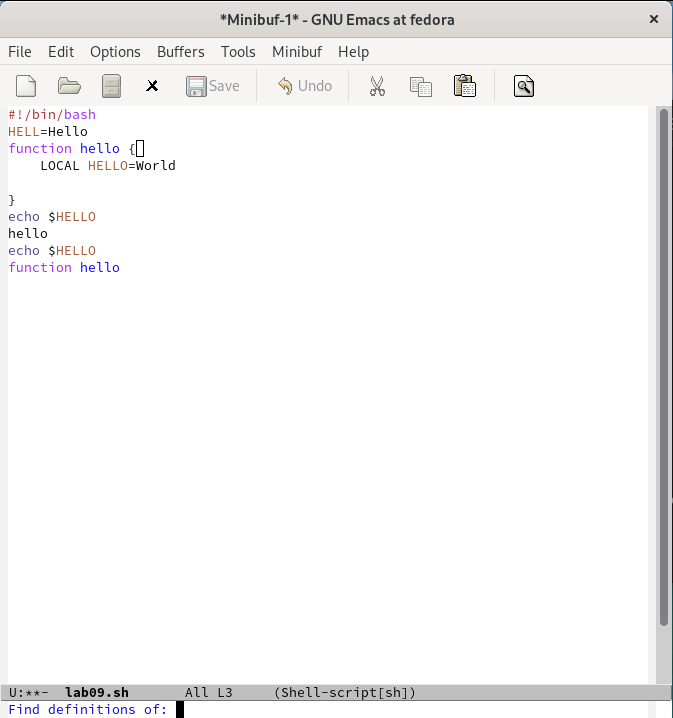 *Minibuf-1* - GNU Emacs at fedora
File Edit Options Buffers Tools Minibuf Help
Save Undo
#!/bin/bash
HELL=Hello
function hello {
    LOCAL HELLO=World
}
echo $HELLO
hello
echo $HELLO
function hello
U:**-  lab09.sh       All L3     (Shell-script[sh])
Find definitions of: